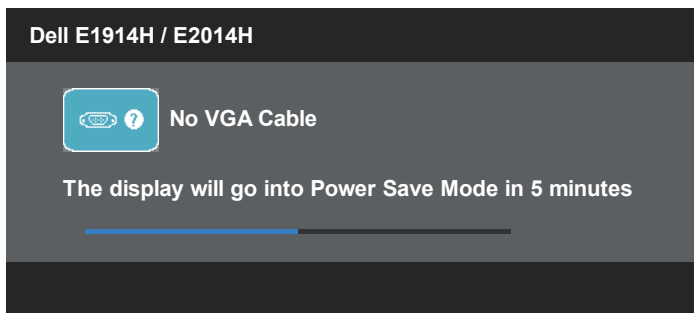 Dell E1914H / E2014H
No VGA Cable
The display will go into Power Save Mode in 5 minutes